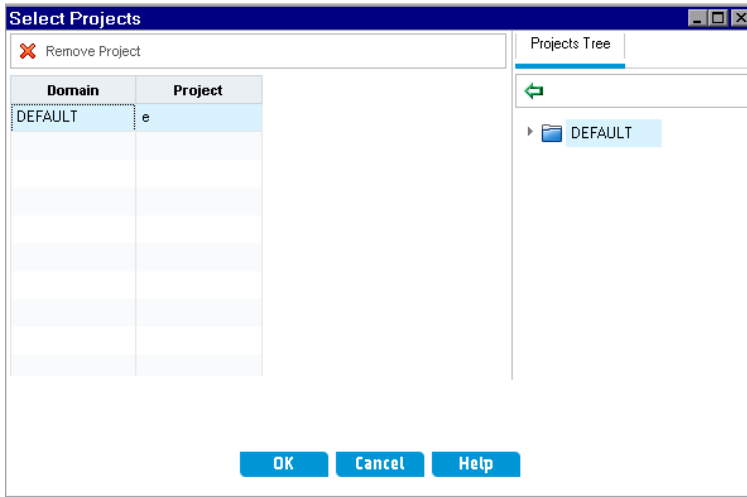 Select Projects
Remove Project
Projects Tree
Domain Project
DEFAULT e
DEFAULT
OK Cancel Help